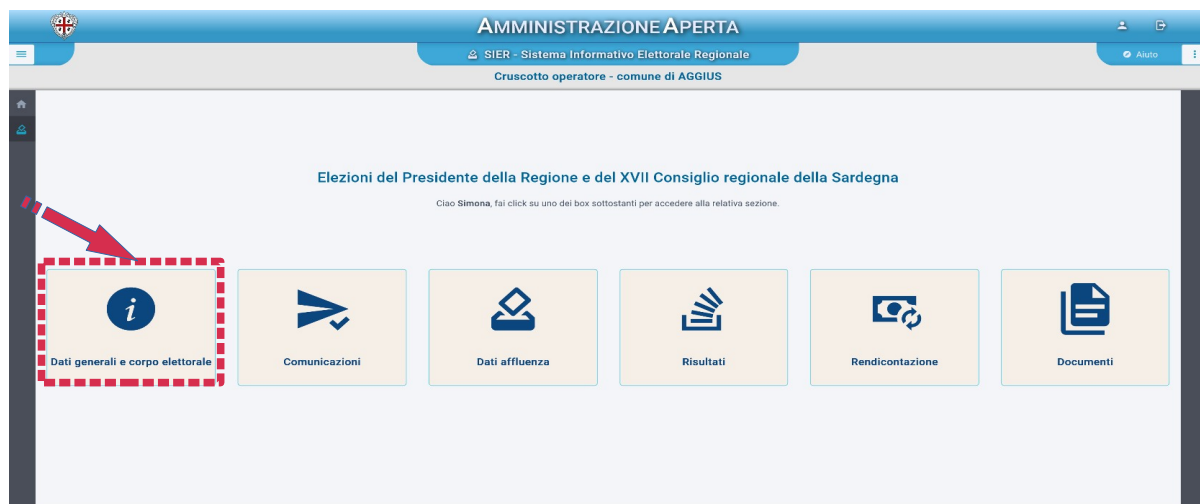 AMMINISTRAZIONE APERTA
SIER - Sistema Informativo Elettorale Regionale
Aiuto
Cruscotto operatore - comune di AGGIUS
Elezioni del Presidente della Regione e del XVII Consiglio regionale della Sardegna
Ciao Simona, fai click su uno dei box sottostanti per accedere alla relativa sezione.
Dati generali e corpo elettorale
Comunicazioni
Dati affluenza
Risultati
Rendicontazione
Documenti